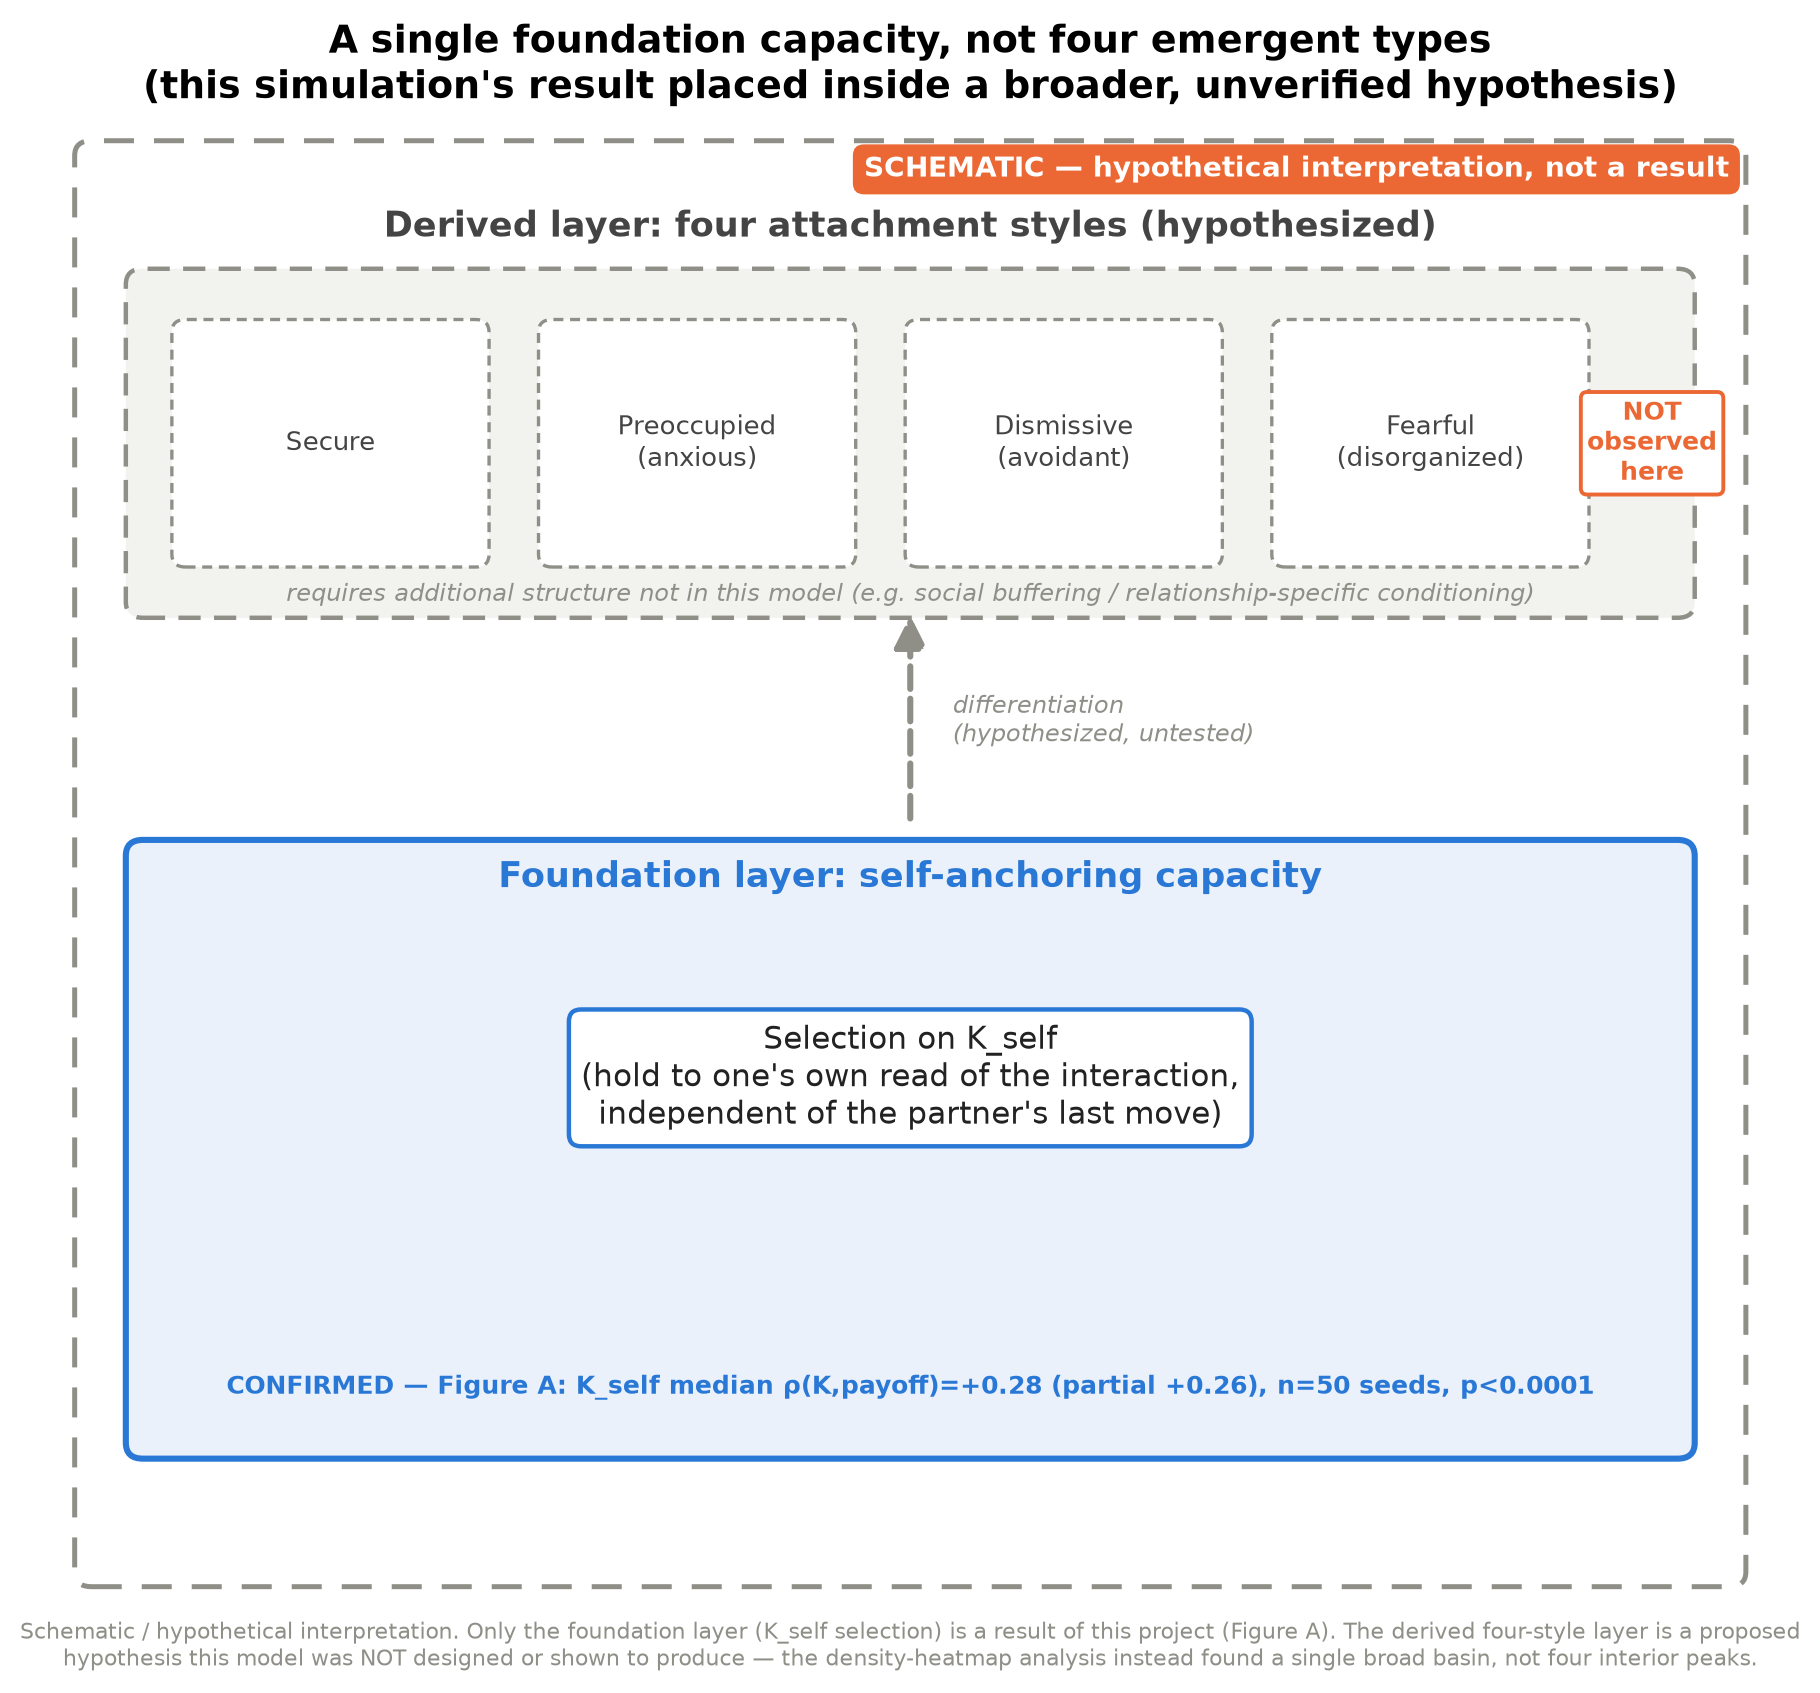 A single foundation capacity, not four emergent types
(this simulation's result placed inside a broader, unverified hypothesis)
SCHEMATIC — hypothetical interpretation, not a result
Derived layer: four attachment styles (hypothesized)
Secure
Preoccupied
(anxious)
Dismissive
(avoidant)
Fearful
(disorganized)
NOT
observed
here
requires additional structure not in this model (e.g. social buffering / relationship-specific conditioning)
differentiation
(hypothesized, untested)
Foundation layer: self-anchoring capacity
Selection on K_self
(hold to one's own read of the interaction,
independent of the partner's last move)
CONFIRMED — Figure A: K_self median ρ(K,payoff)=+0.28 (partial +0.26), n=50 seeds, p<0.0001
Schematic / hypothetical interpretation. Only the foundation layer (K_self selection) is a result of this project (Figure A). The derived four-style layer is a proposed
hypothesis this model was NOT designed or shown to produce — the density-heatmap analysis instead found a single broad basin, not four interior peaks.